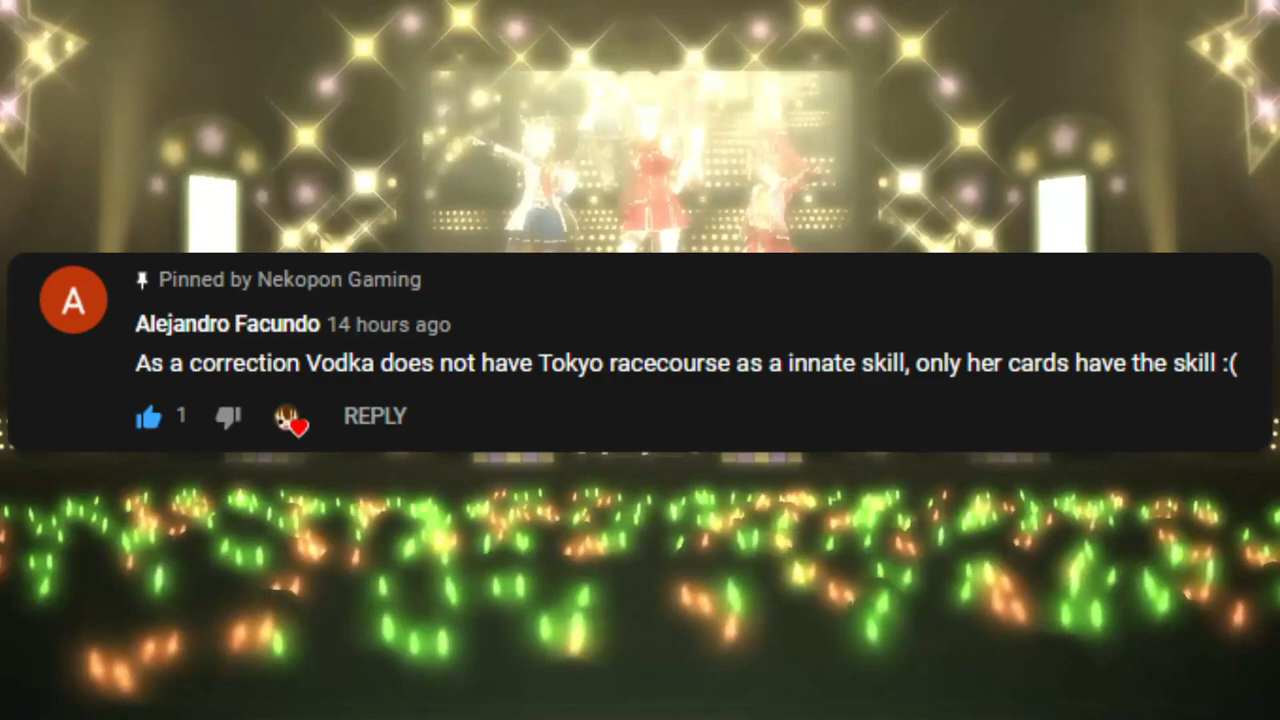 Pinned by Nekopon Gaming
Alejandro Facundo 14 hours ago
As a correction Vodka does not have Tokyo racecourse as a innate skill, only her cards have the skill :(
1 REPLY
A